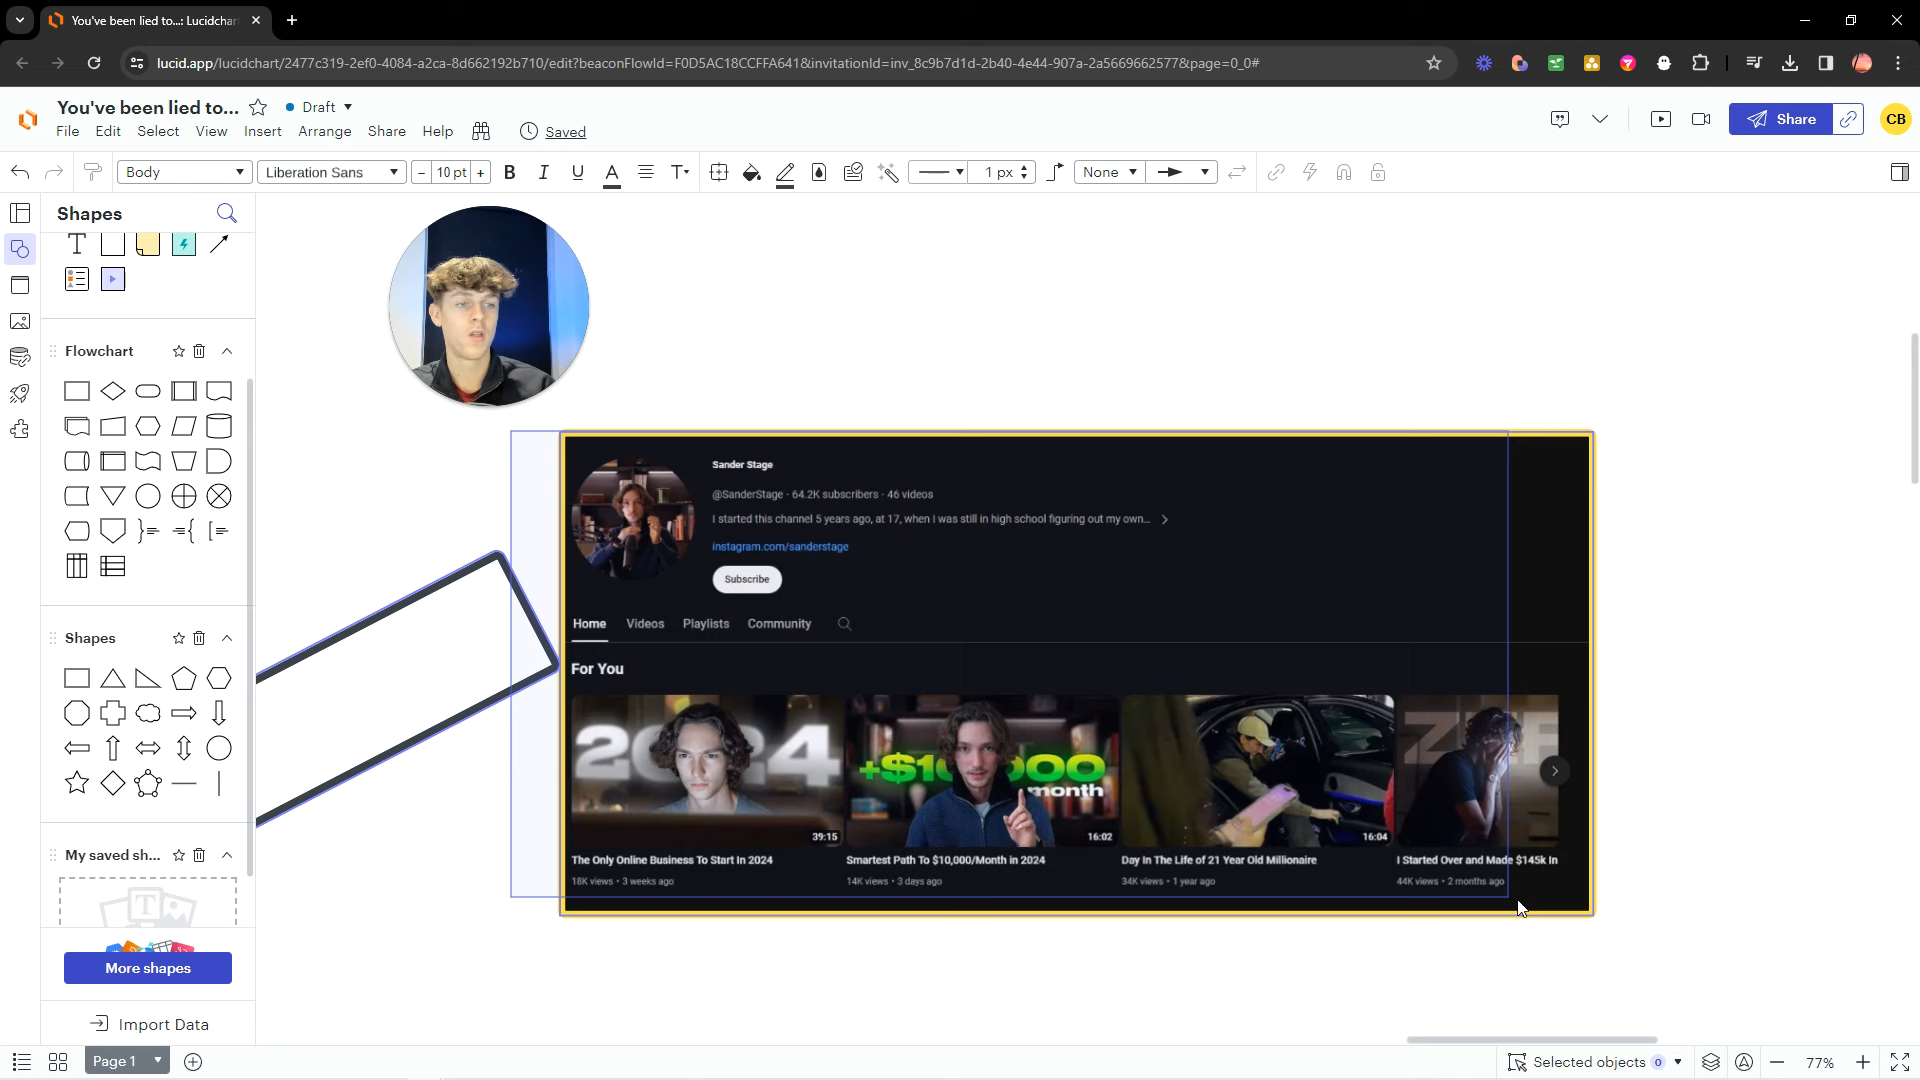 You've been lied to...: Lucidchar
lucid.app/lucidchart/2477c319-2ef0-4084-a2ca-8d662192b710/edit?beaconFlowId=F0D5AC18CCFFA641&invitationId=inv_8c9b7d1d-2b40-4e44-907a-2a5669662577&page=0_0#
You've been lied to...
Draft
File Edit Select View Insert Arrange Share Help
Saved
Share
CB
Body
Liberation Sans
- 10 pt +
B I U A T
1 px
None
Shapes
T
Flowchart
Shapes
My saved sh...
T
More shapes
Import Data
Page 1
Selected objects 0
77%
Sander Stage
@SanderStage · 64.2K subscribers · 46 videos
I started this channel 5 years ago, at 17, when I was still in high school figuring out my own...
instagram.com/sanderstage
Subscribe
Home Videos Playlists Community
For You
2024
39:15
+$10,000
month
16:02
16:04
The Only Online Business To Start In 2024
18K views • 3 weeks ago
Smartest Path To $10,000/Month in 2024
14K views • 3 days ago
Day In The Life of 21 Year Old Millionaire
34K views • 1 year ago
I Started Over and Made $145k In
44K views • 2 months ago